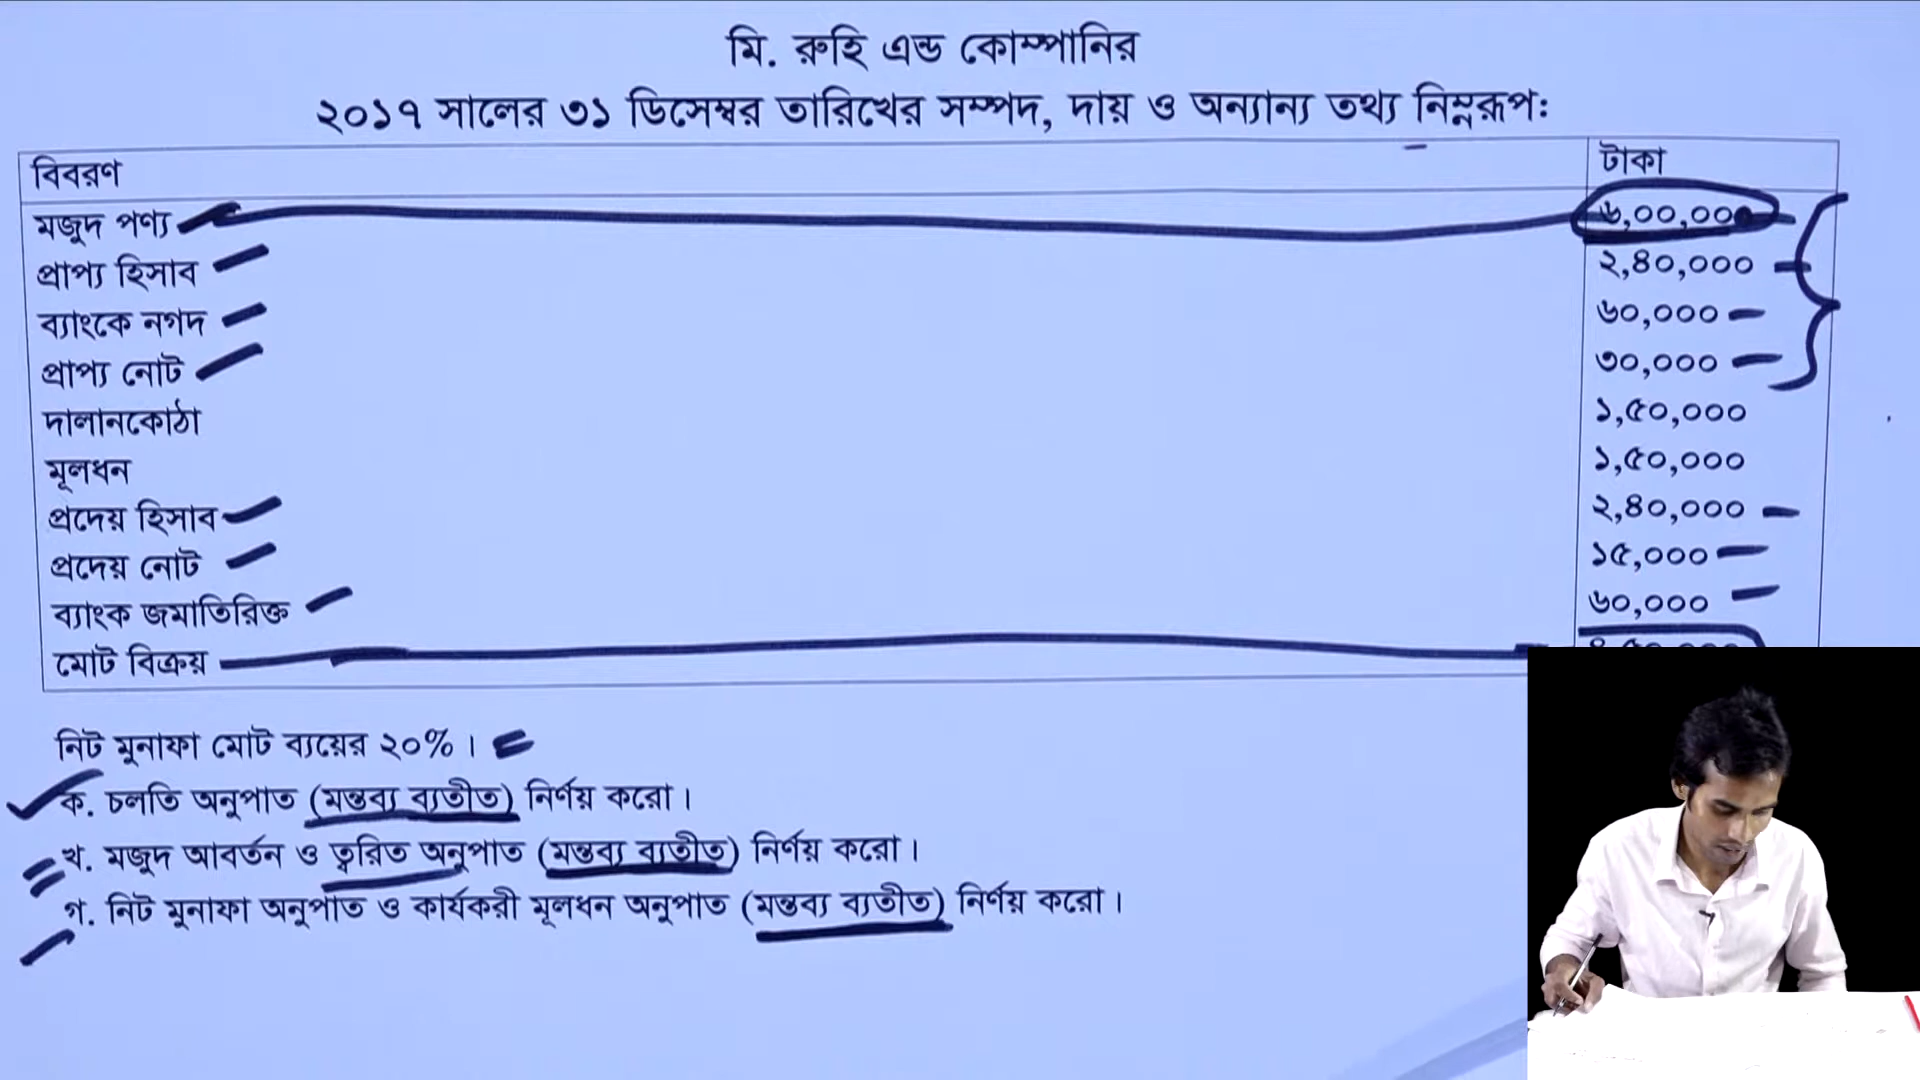 মি. রুহি এন্ড কোম্পানির
২০১৭ সালের ৩১ ডিসেম্বর তারিখের সম্পদ, দায় ও অন্যান্য তথ্য নিম্নরূপ:
বিবরণ টাকা
মজুদ পণ্য ৬,০০,০০০
প্রাপ্য হিসাব ২,৪০,০০০
ব্যাংকে নগদ ৬০,০০০
প্রাপ্য নোট ৩০,০০০
দালানকোঠা ১,৫০,০০০
মূলধন ১,৫০,০০০
প্রদেয় হিসাব ২,৪০,০০০
প্রদেয় নোট ১৫,০০০
ব্যাংক জমাতিরিক্ত ৬০,০০০
মোট বিক্রয়
নিট মুনাফা মোট ব্যয়ের ২০%।
ক. চলতি অনুপাত (মন্তব্য ব্যতীত) নির্ণয় করো।
খ. মজুদ আবর্তন ও ত্বরিত অনুপাত (মন্তব্য ব্যতীত) নির্ণয় করো।
গ. নিট মুনাফা অনুপাত ও কার্যকরী মূলধন অনুপাত (মন্তব্য ব্যতীত) নির্ণয় করো।